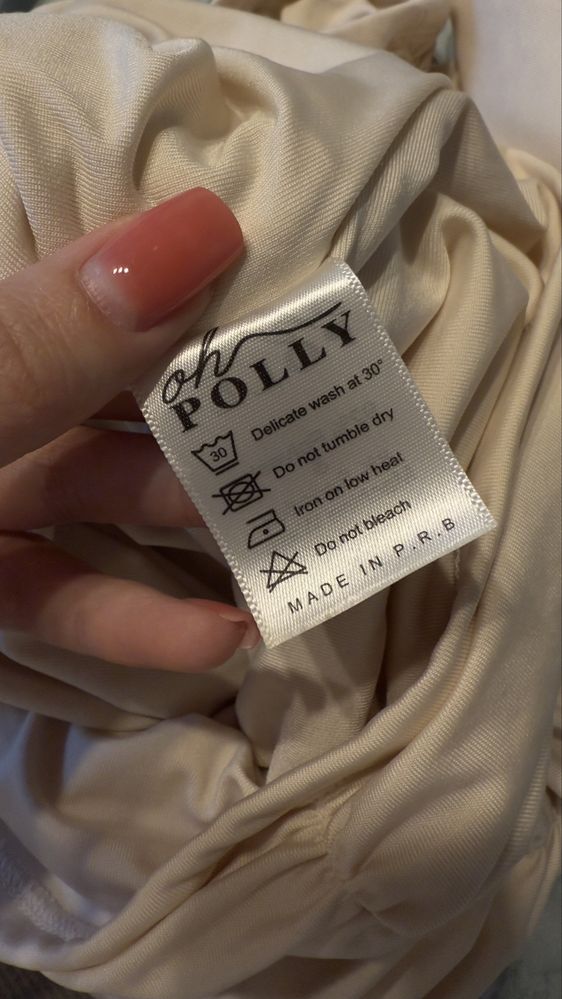 oh
POLLY
30 Delicate wash at 30°
Do not tumble dry
Iron on low heat
Do not bleach
MADE IN P.R.B